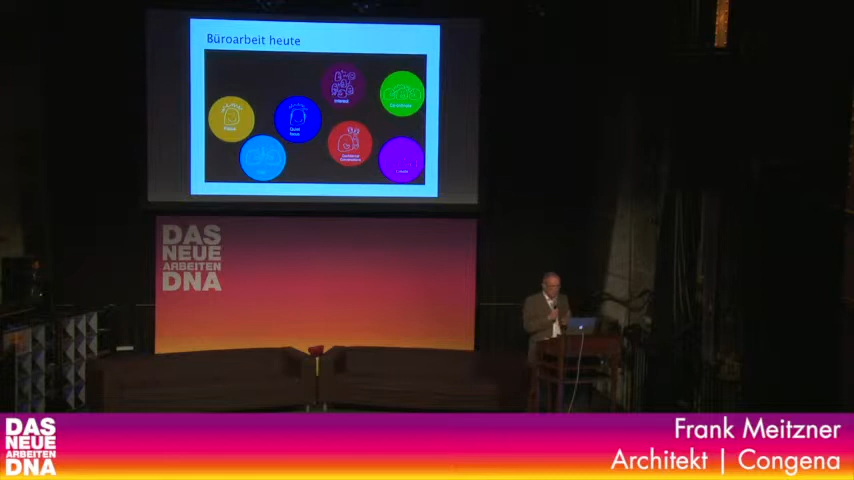 Büroarbeit heute
Quiet
focus
DAS
NEUE
ARBEITEN
DNA
DAS
NEUE
ARBEITEN
DNA
Frank Meitzner
Architekt | Congena